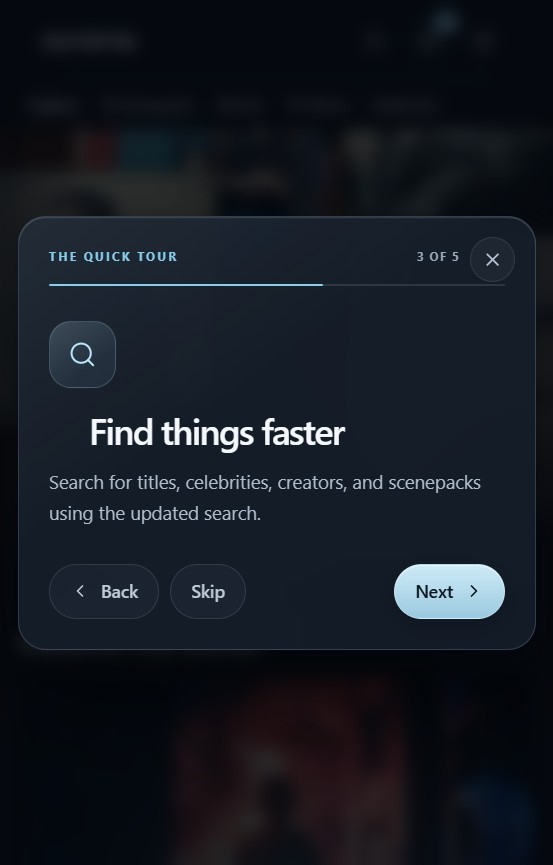 THE QUICK TOUR
3 OF 5
Find things faster
Search for titles, celebrities, creators, and scenepacks
using the updated search.
Back
Skip
Next